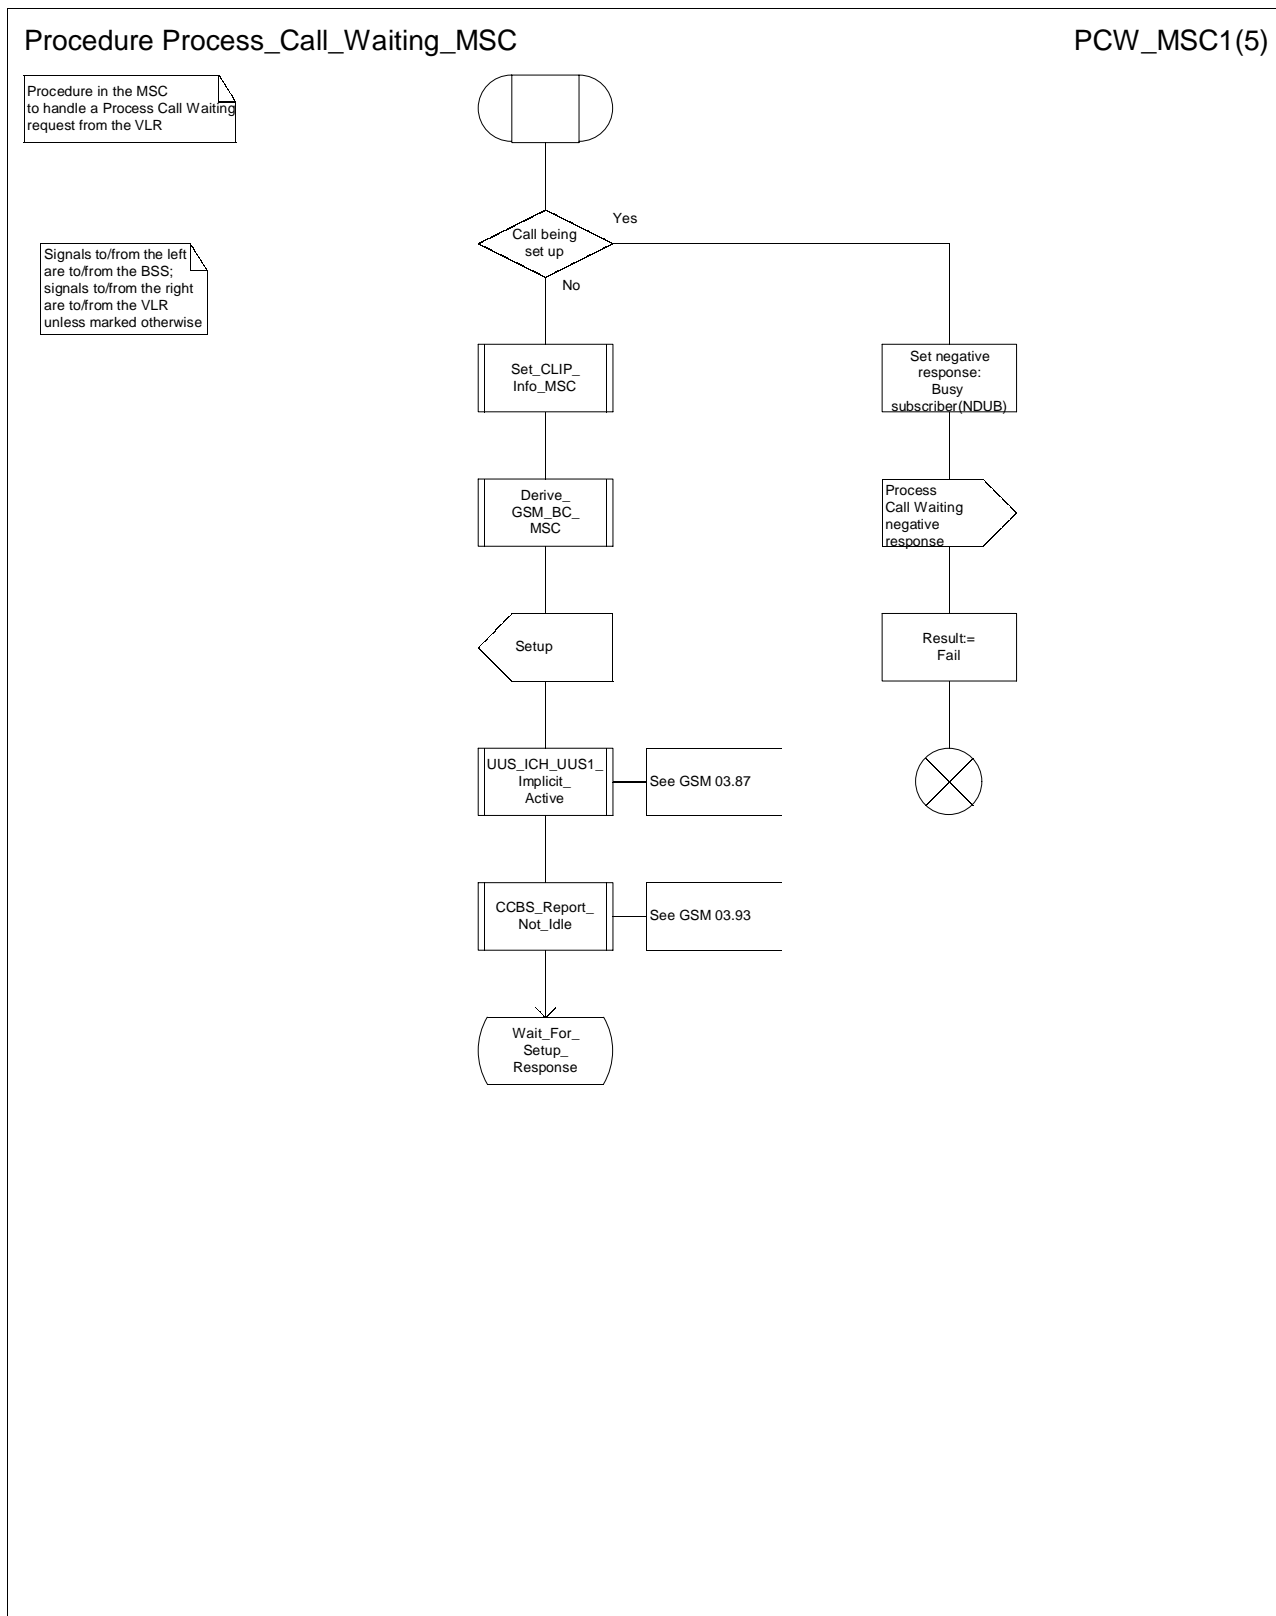 Procedure Process_Call_Waiting_MSC
PCW_MSC1(5)
Procedure in the MSC
to handle a Process Call Waiting
request from the VLR
Signals to/from the left
are to/from the BSS;
signals to/from the right
are to/from the VLR
unless marked otherwise
Call being
set up
Yes
No
Set_CLIP_
Info_MSC
Derive_
GSM_BC_
MSC
Setup
UUS_ICH_UUS1_
Implicit_
Active
See GSM 03.87
CCBS_Report_
Not_Idle
See GSM 03.93
Wait_For_
Setup_
Response
Set negative
response:
Busy
subscriber(NDUB)
Process
Call Waiting
negative
response
Result:=
Fail